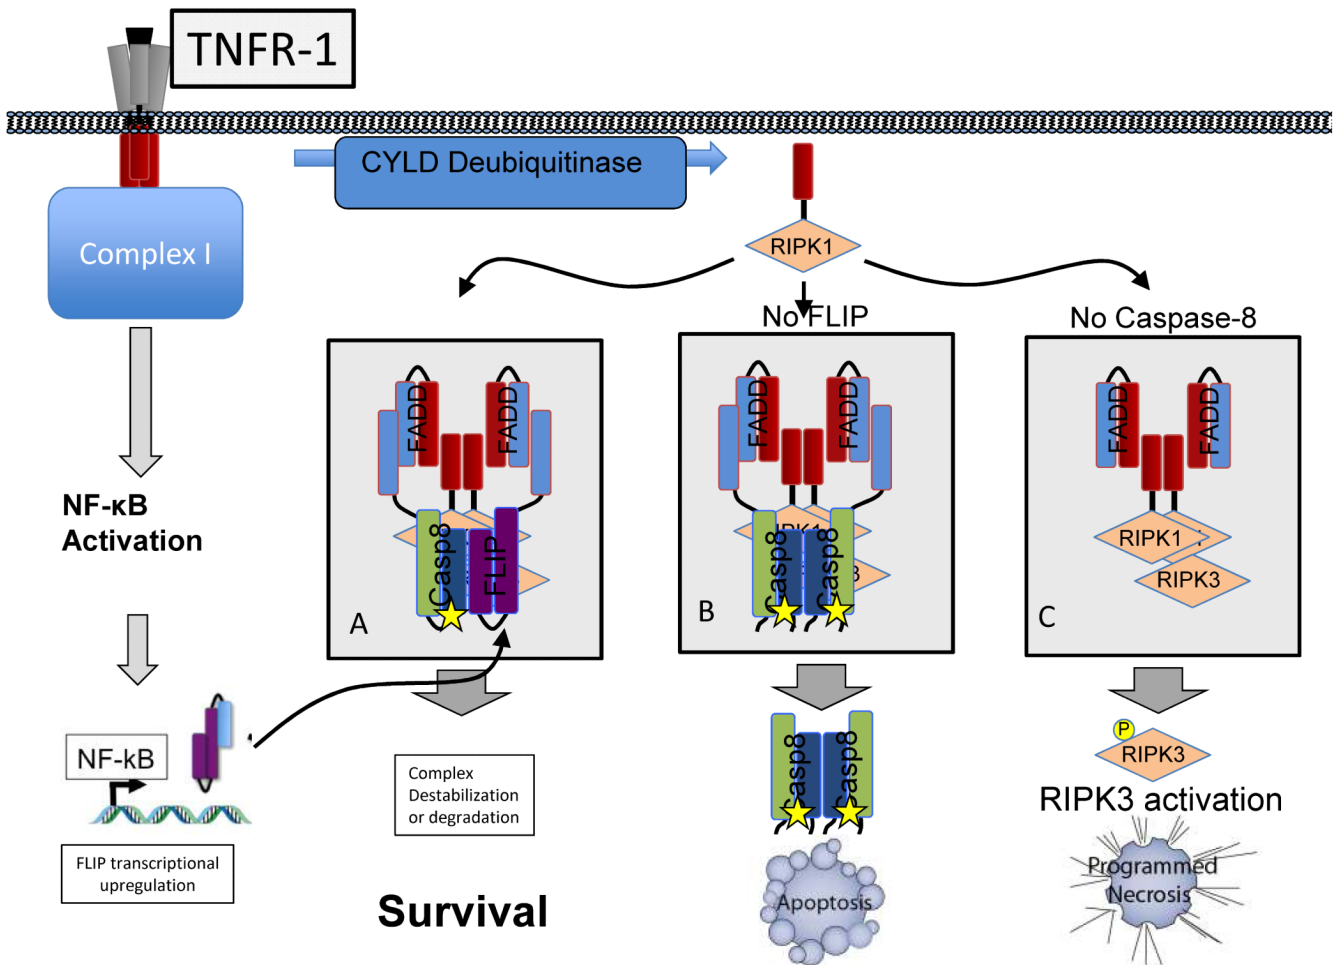 TNFR-1
CYLD Deubiquitinase
Complex I
RIPK1
No FLIP
No Caspase-8
FADD
FADD
FADD
FADD
FADD
FADD
Casp8
FLIP
Casp8
Casp8
RIPK1
RIPK3
A
B
C
NF-κB
Activation
NF-kB
FLIP transcriptional
upregulation
Complex
Destabilization
or degradation
Survival
Casp8
Casp8
Apoptosis
P
RIPK3
RIPK3 activation
Programmed
Necrosis